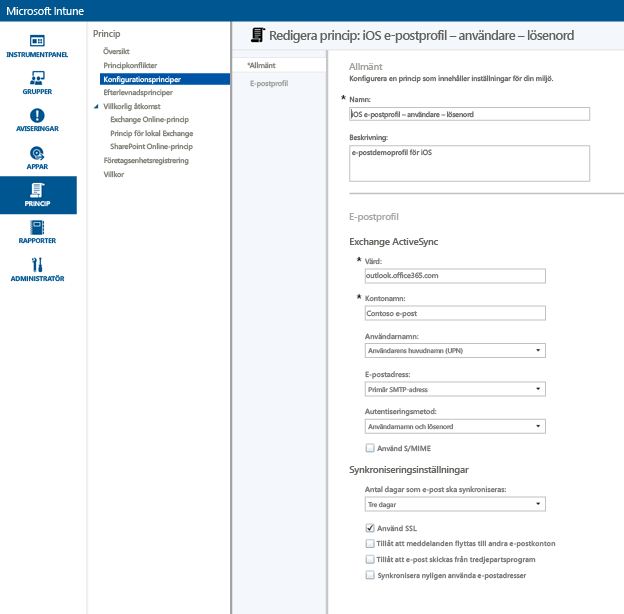 Microsoft Intune
INSTRUMENTPANEL
GRUPPER
AVISERINGAR
APPAR
PRINCIP
RAPPORTER
ADMINISTRATÖR
Princip
Översikt
Principkonflikter
Konfigurationsprinciper
Efterlevnadsprinciper
Villkorlig åtkomst
Exchange Online-princip
Princip för lokal Exchange
SharePoint Online-princip
Företagsenhetsregistrering
Villkor
Redigera princip: iOS e-postprofil – användare – lösenord
*Allmänt
E-postprofil
Allmänt
Konfigurera en princip som innehåller inställningar för din miljö.
* Namn:
iOS e-postprofil – användare – lösenord
Beskrivning:
e-postdemoprofil för iOS
E-postprofil
Exchange ActiveSync
* Värd:
outlook.office365.com
* Kontonamn:
Contoso e-post
Användarnamn:
Användarens huvudnamn (UPN)
E-postadress:
Primär SMTP-adress
Autentiseringsmetod:
Användarnamn och lösenord
Använd S/MIME
Synkroniseringsinställningar
Antal dagar som e-post ska synkroniseras:
Tre dagar
Använd SSL
Tillåt att meddelanden flyttas till andra e-postkonton
Tillåt att e-post skickas från tredjepartsprogram
Synkronisera nyligen använda e-postadresser